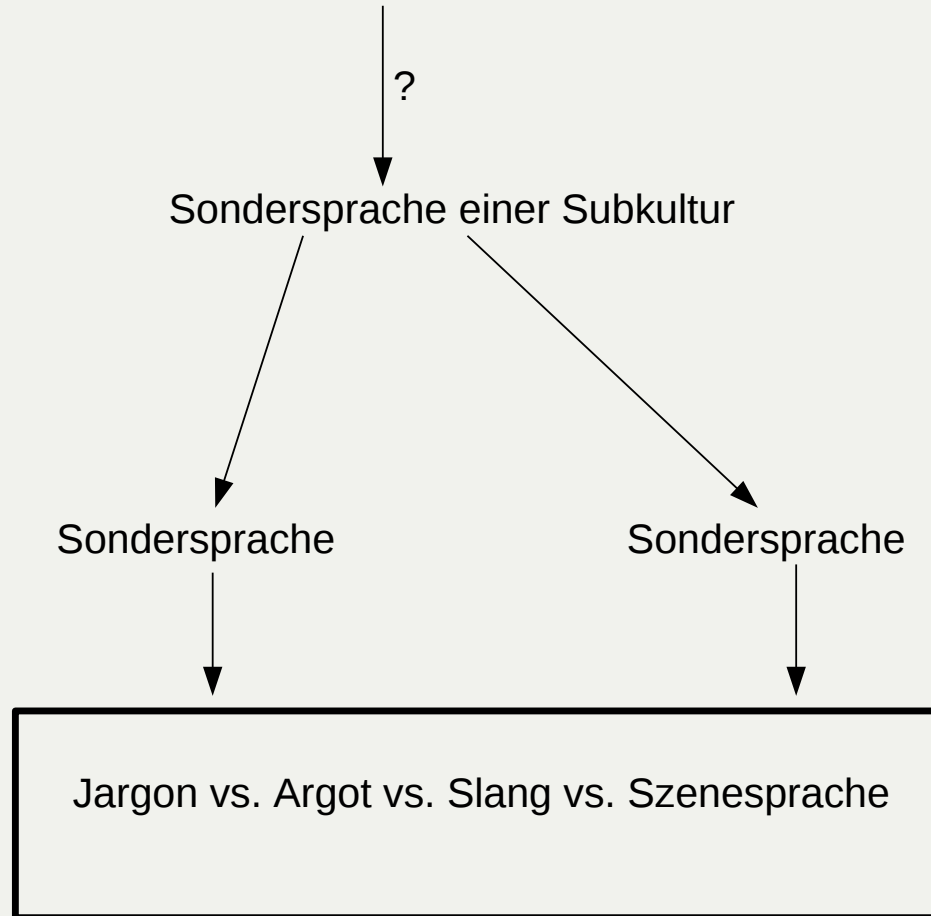 ?
Sondersprache einer Subkultur
Sondersprache
Sondersprache
Jargon vs. Argot vs. Slang vs. Szenesprache